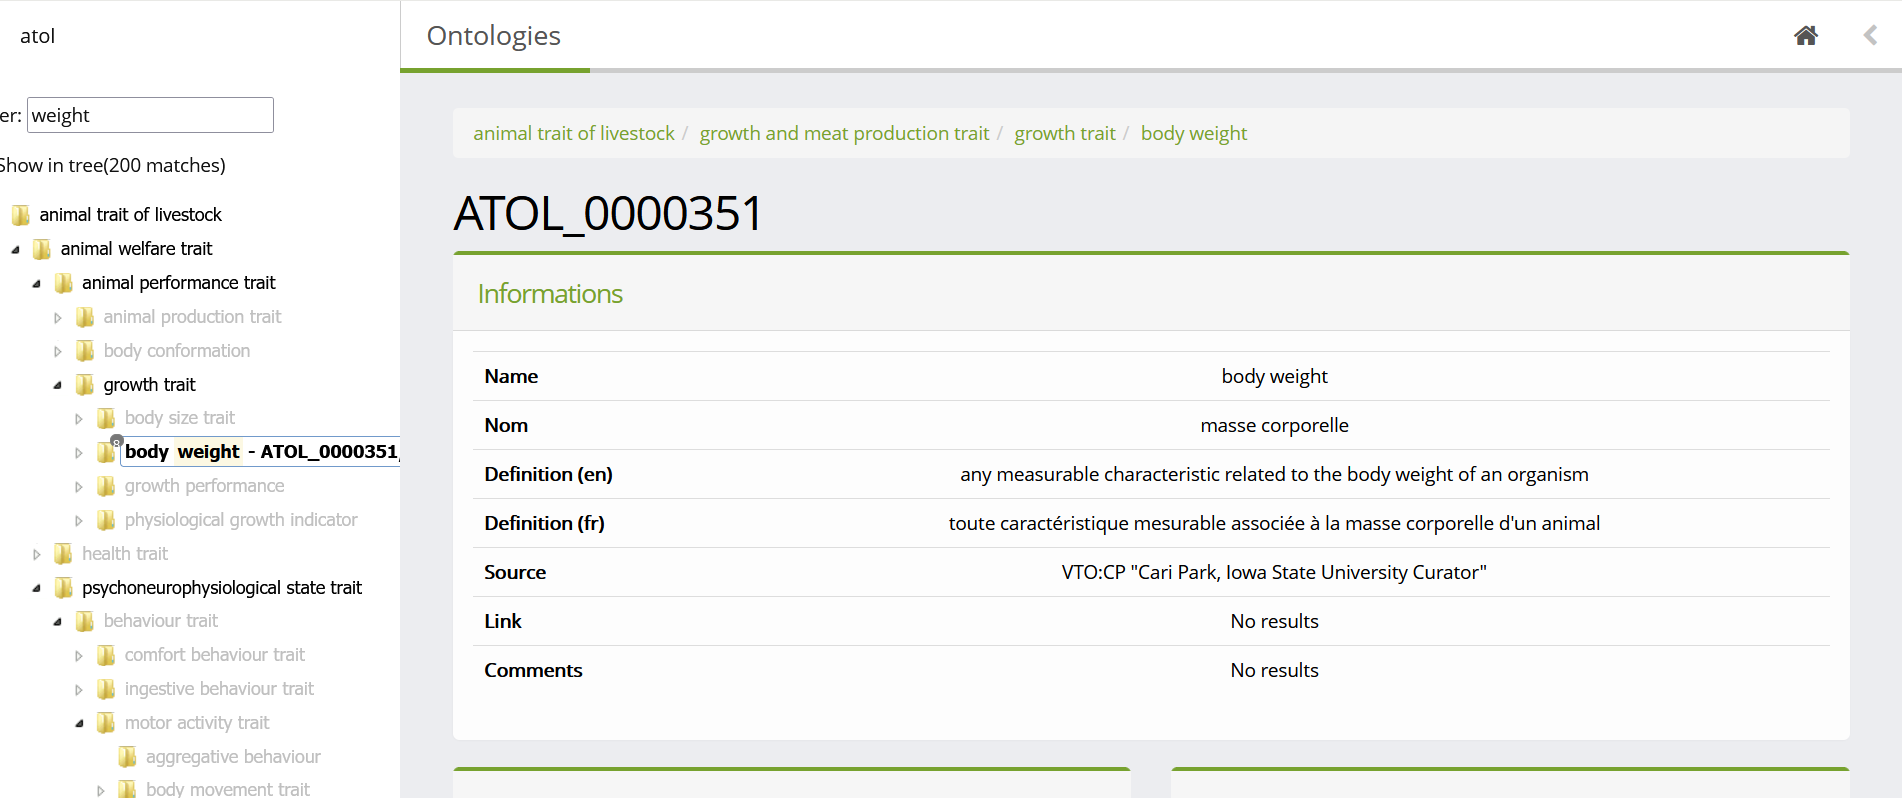 atol
er: weight
Show in tree(200 matches)
animal trait of livestock
animal welfare trait
animal performance trait
animal production trait
body conformation
growth trait
body size trait
8
body weight - ATOL_0000351,
growth performance
physiological growth indicator
health trait
psychoneurophysiological state trait
behaviour trait
comfort behaviour trait
ingestive behaviour trait
motor activity trait
aggregative behaviour
body movement trait
Ontologies
animal trait of livestock / growth and meat production trait / growth trait / body weight
ATOL_0000351
Informations
Name body weight
Nom masse corporelle
Definition (en) any measurable characteristic related to the body weight of an organism
Definition (fr) toute caractéristique mesurable associée à la masse corporelle d'un animal
Source VTO:CP "Cari Park, Iowa State University Curator"
Link No results
Comments No results